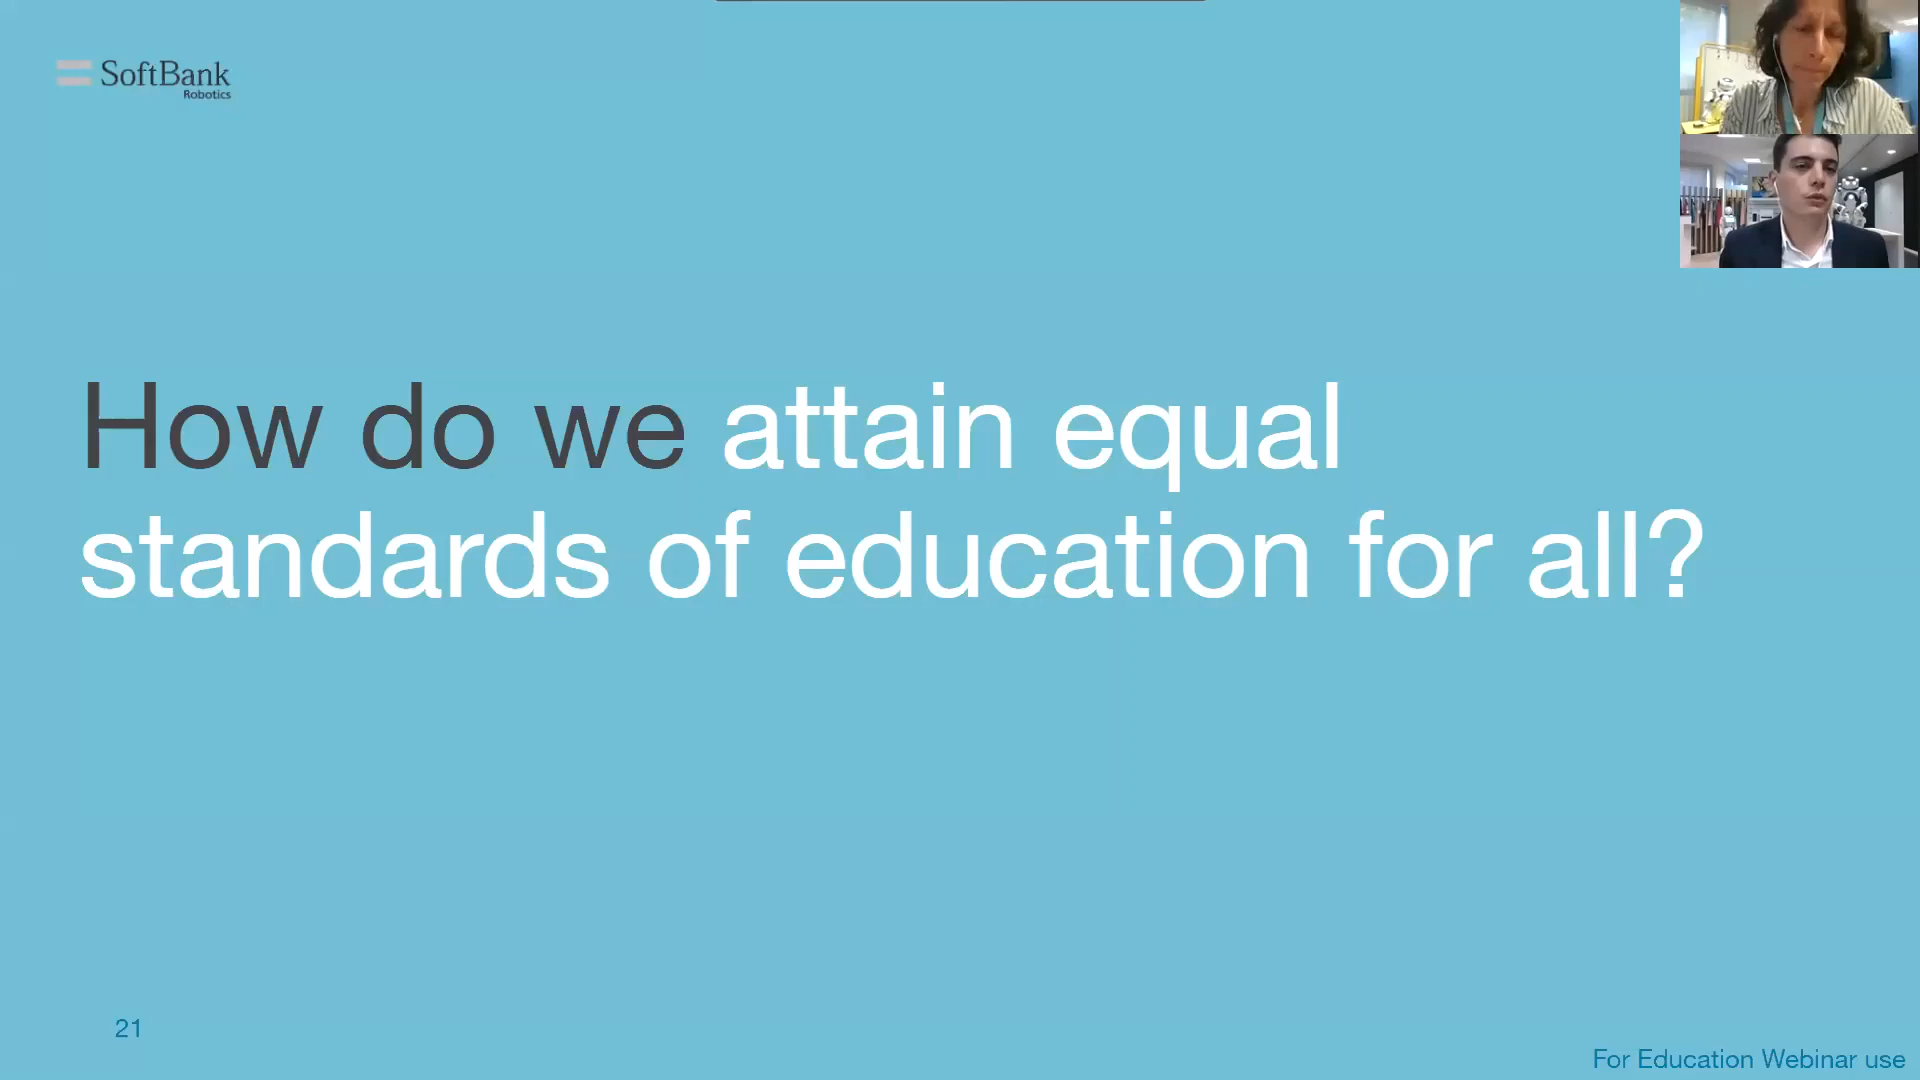 SoftBank
Robotics
How do we attain equal
standards of education for all?
21
For Education Webinar use